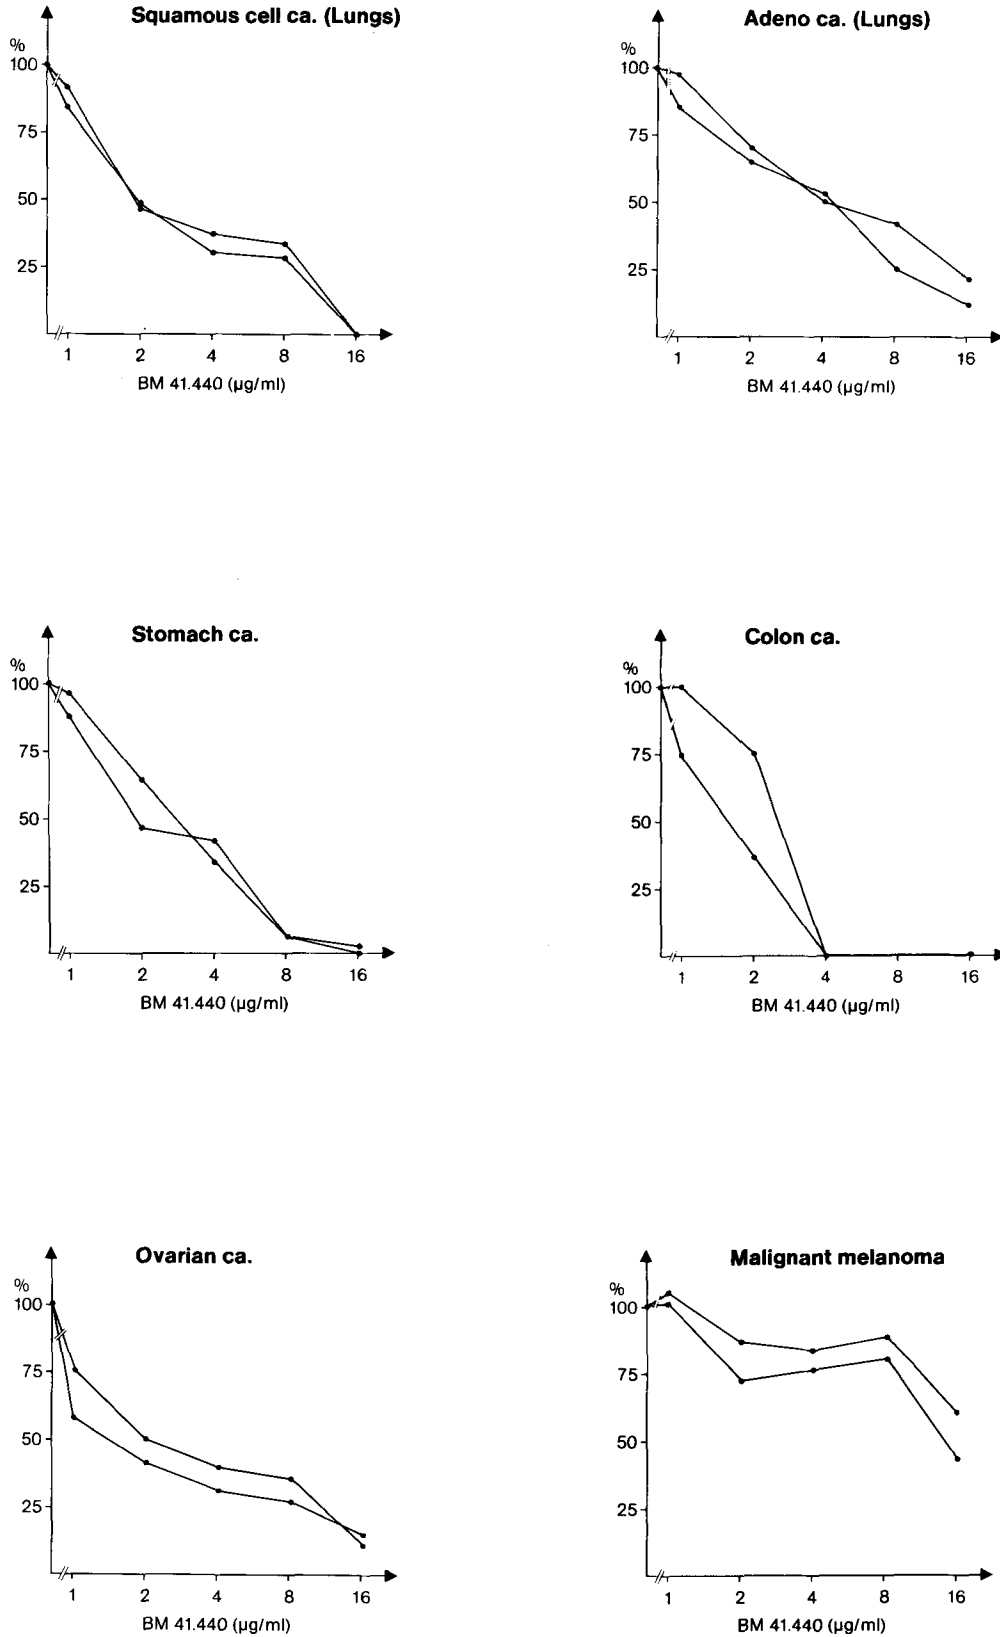 Squamous cell ca. (Lungs)
%
100
75
50
25
1 2 4 8 16
BM 41.440 (µg/ml)
Adeno ca. (Lungs)
%
100
75
50
25
1 2 4 8 16
BM 41.440 (µg/ml)
Stomach ca.
%
100
75
50
25
1 2 4 8 16
BM 41.440 (µg/ml)
Colon ca.
%
100
75
50
25
1 2 4 8 16
BM 41.440 (µg/ml)
Ovarian ca.
%
100
75
50
25
1 2 4 8 16
BM 41.440 (µg/ml)
Malignant melanoma
%
100
75
50
25
1 2 4 8 16
BM 41.440 (µg/ml)